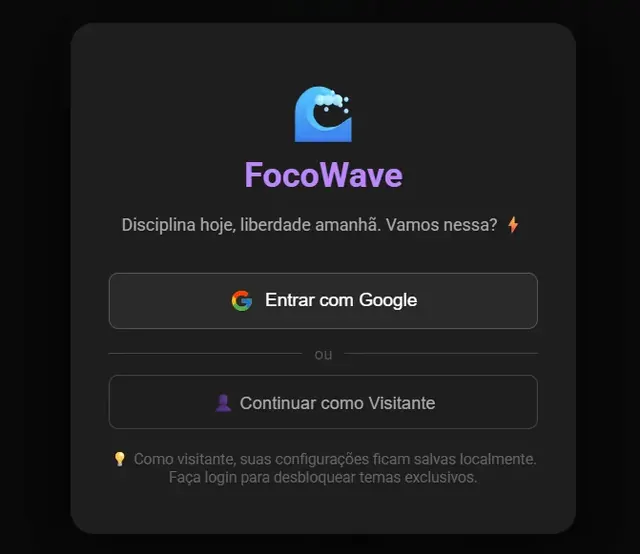 FocoWave
Disciplina hoje, liberdade amanhã. Vamos nessa? ⚡
Entrar com Google
ou
Continuar como Visitante
💡 Como visitante, suas configurações ficam salvas localmente.
Faça login para desbloquear temas exclusivos.